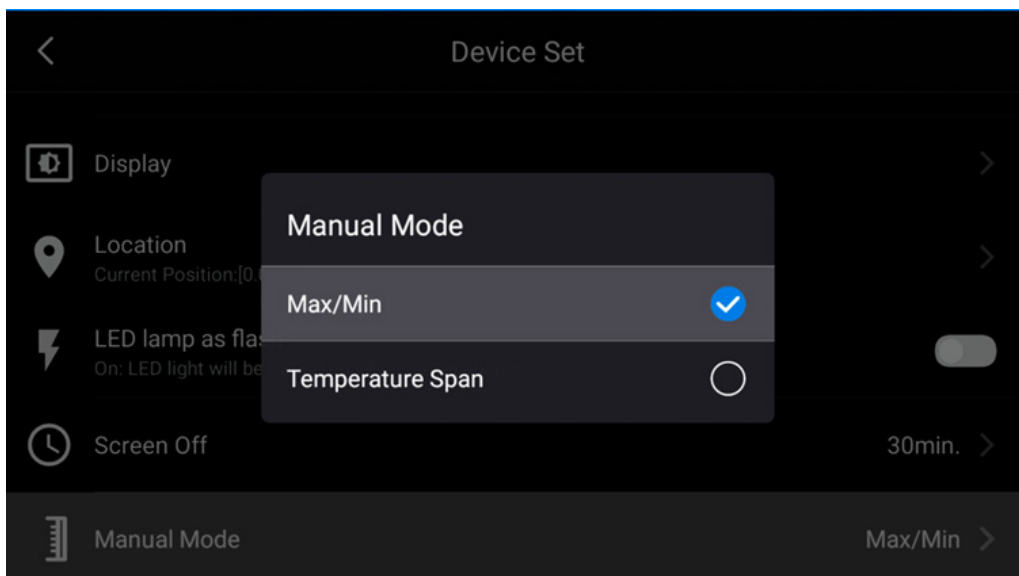 Device Set
Display
Manual Mode
Location
Current Position:[0.
Max/Min
LED lamp as
On: LED light will be
Temperature Span
Screen Off
30min.
Manual Mode
Max/Min